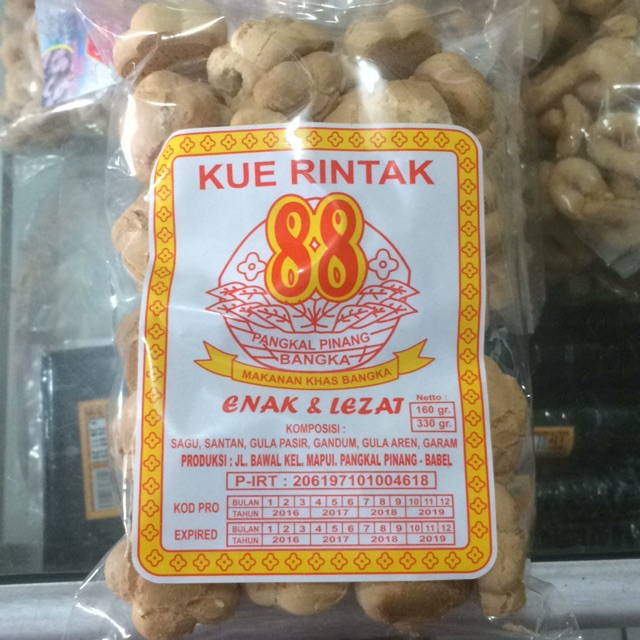 KUE RINTAK
88
PANGKAL PINANG
BANGKA
MAKANAN KHAS BANGKA
ENAK & LEZAT
Netto :
160 gr.
330 gr.
KOMPOSISI :
SAGU, SANTAN, GULA PASIR, GANDUM, GULA AREN, GARAM
PRODUKSI : JL. BAWAL KEL. MAPUI. PANGKAL PINANG - BABEL
P-IRT : 206197101004618
KOD PRO BULAN 1 2 3 4 5 6 7 8 9 10 11 12
TAHUN 2016 2017 2018 2019
EXPIRED BULAN 1 2 3 4 5 6 7 8 9 10 11 12
TAHUN 2016 2017 2018 2019